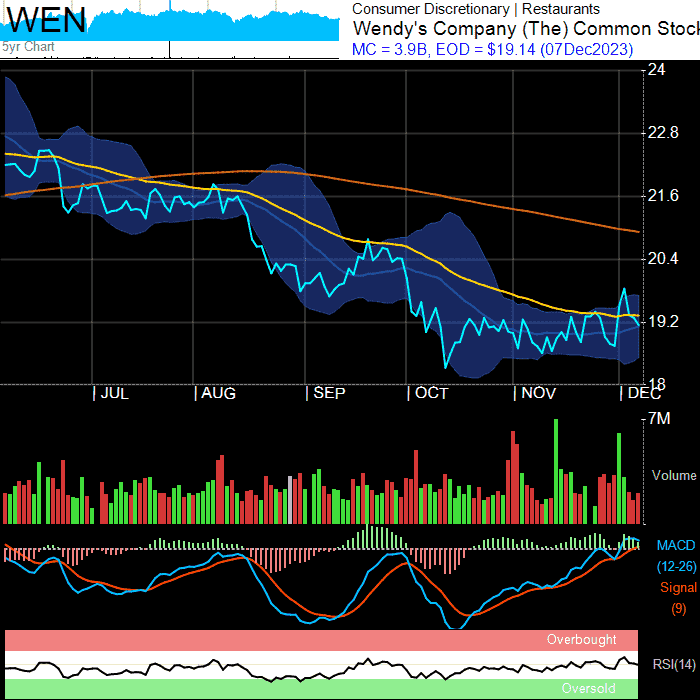 WEN
5yr Chart
Consumer Discretionary | Restaurants
Wendy's Company (The) Common Stoc
MC = 3.9B, EOD = $19.14 (07Dec2023)
24
22.8
21.6
20.4
19.2
18
| JUL | AUG | SEP | OCT | NOV | DEC
7M
Volume
MACD
(12-26)
Signal
(9)
Overbought
RSI(14)
Oversold